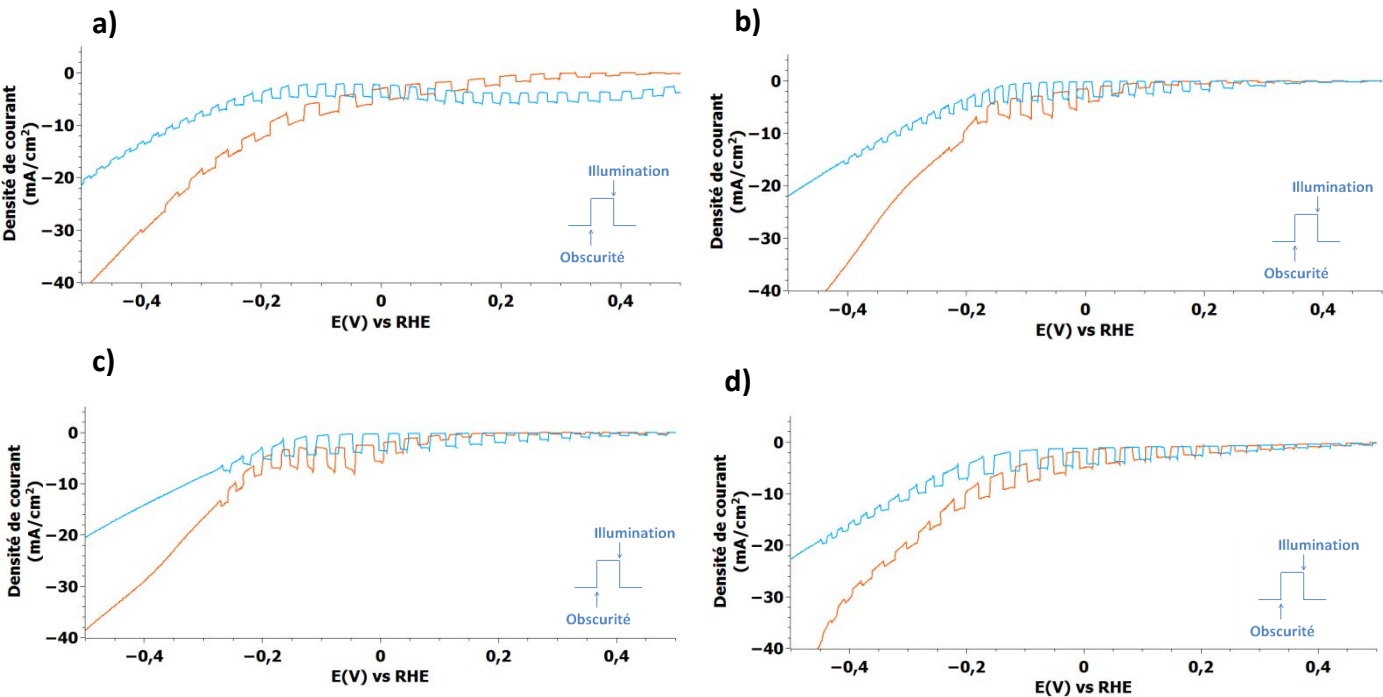 a)
Densité de courant
(mA/cm²)
0
−10
−20
−30
−40
−0,4
−0,2
0
0,2
0,4
E(V) vs RHE
Illumination
Obscurité
b)
Densité de courant
(mA/cm²)
0
−10
−20
−30
−40
−0,4
−0,2
0
0,2
0,4
E(V) vs RHE
Illumination
Obscurité
c)
Densité de courant
(mA/cm²)
0
−10
−20
−30
−40
−0,4
−0,2
0
0,2
0,4
E(V) vs RHE
Illumination
Obscurité
d)
Densité de courant
(mA/cm²)
0
−10
−20
−30
−40
−0,4
−0,2
0
0,2
0,4
E(V) vs RHE
Illumination
Obscurité